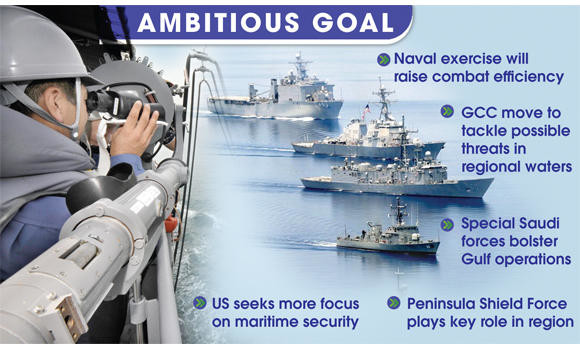 AMBITIOUS GOAL
Naval exercise will
raise combat efficiency
GCC move to
tackle possible
threats in
regional waters
Special Saudi
forces bolster
Gulf operations
US seeks more focus
on maritime security
Peninsula Shield Force
plays key role in region